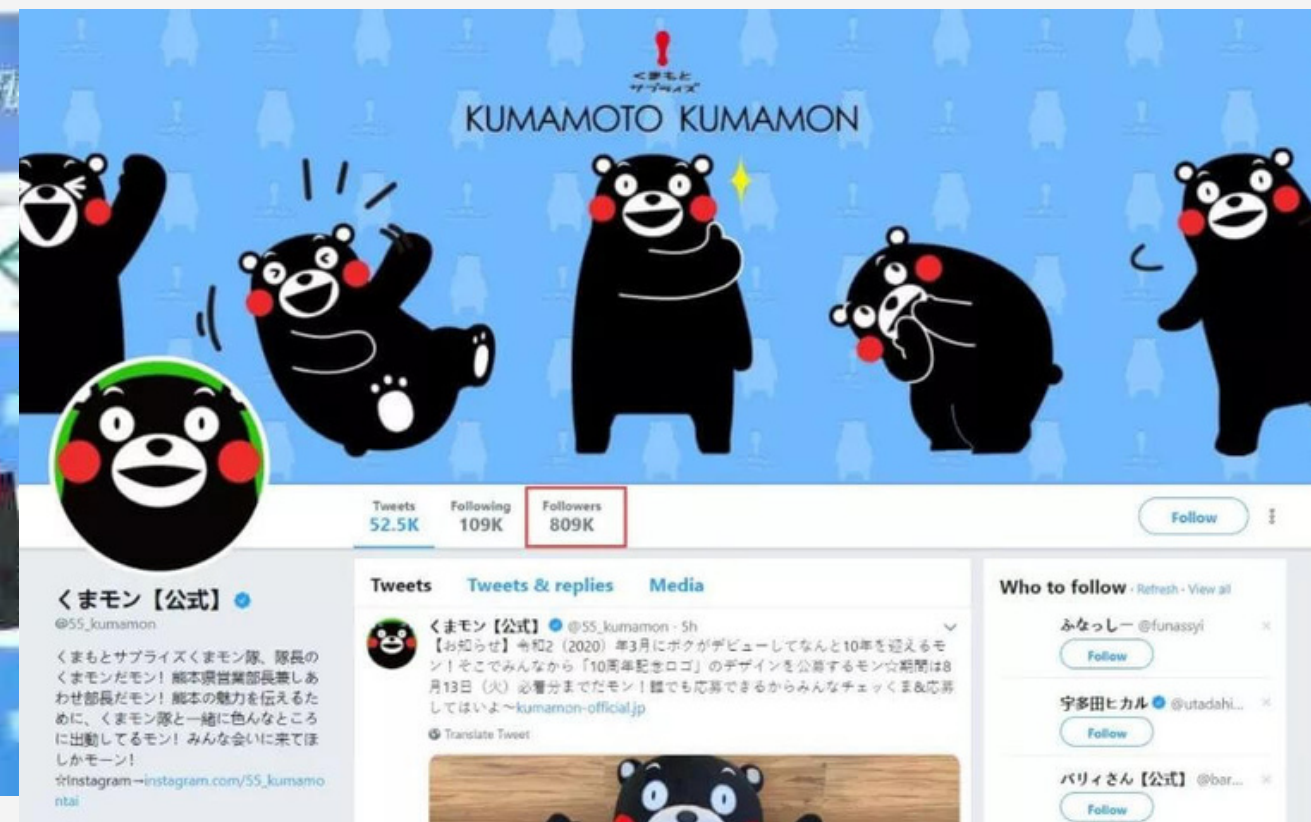 くまもと
サプライズ
KUMAMOTO KUMAMON
Tweets
52.5K
Following
109K
Followers
809K
Follow
くまモン【公式】
@55_kumamon
くまもとサプライズくまモン隊、隊長の
くまモンだモン！熊本県営業部長兼しあ
わせ部長だモン！熊本の魅力を伝えるた
めに、くまモン隊と一緒に色んなところ
に出動してるモン！みんな会いに来てほ
しかモーン！
☆Instagram→instagram.com/55_kumamo
ntai
Tweets Tweets & replies Media
くまモン【公式】 @55_kumamon · 5h
【お知らせ】令和2（2020）年3月にボクがデビューしてなんと10年を迎えるモ
ン！そこでみんなから「10周年記念ロゴ」のデザインを公募するモン☆期間は8
月13日（火）必着分までだモン！誰でも応募できるからみんなチェッくま&応募
してはいよ〜kumamon-official.jp
Translate Tweet
Who to follow · Refresh · View all
ふなっしー @funassyi
Follow
宇多田ヒカル @utadahi...
Follow
バリィさん【公式】 @bar...
Follow